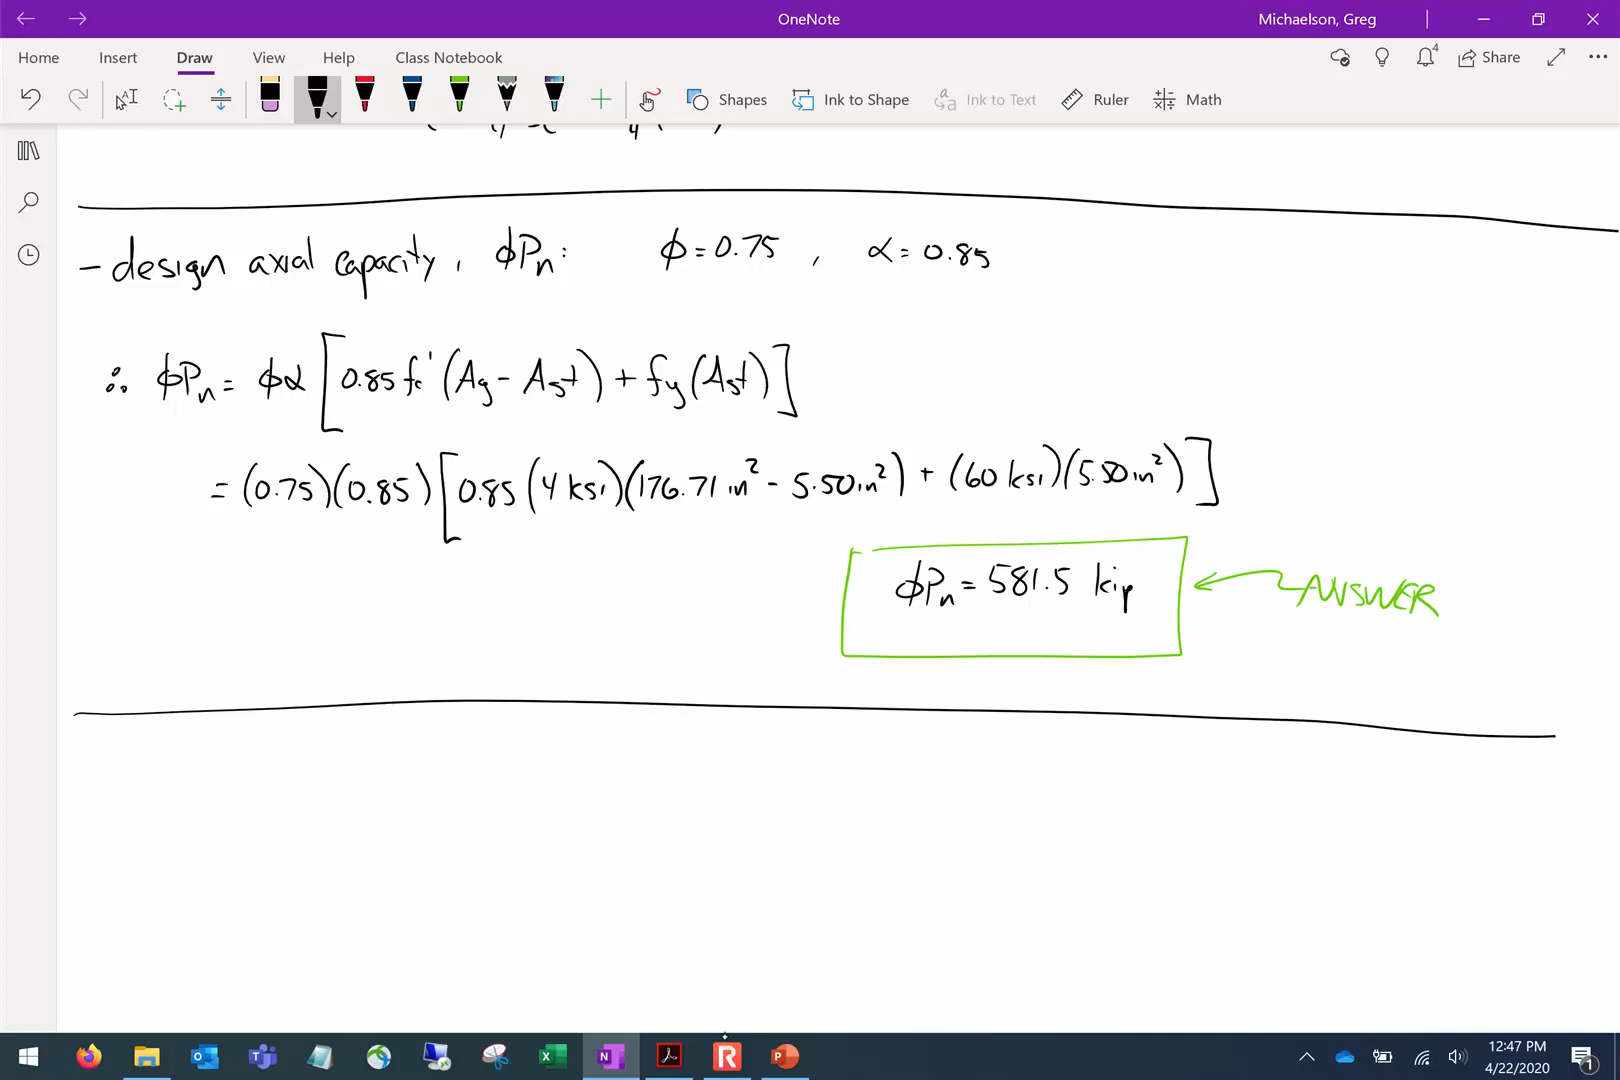 OneNote
Michaelson, Greg
Home Insert Draw View Help Class Notebook
4
Share
Shapes Ink to Shape Ink to Text Ruler Math
- design axial capacity, ϕPn: ϕ = 0.75 , α = 0.85
∴ ϕPn = ϕα [0.85 fc' (Ag - Ast) + fy (Ast)]
= (0.75)(0.85) [0.85 (4 ksi)(176.71 in² - 5.50 in²) + (60 ksi)(5.50 in²)]
ϕPn = 581.5 kip
ANSWER
12:47 PM
4/22/2020
1